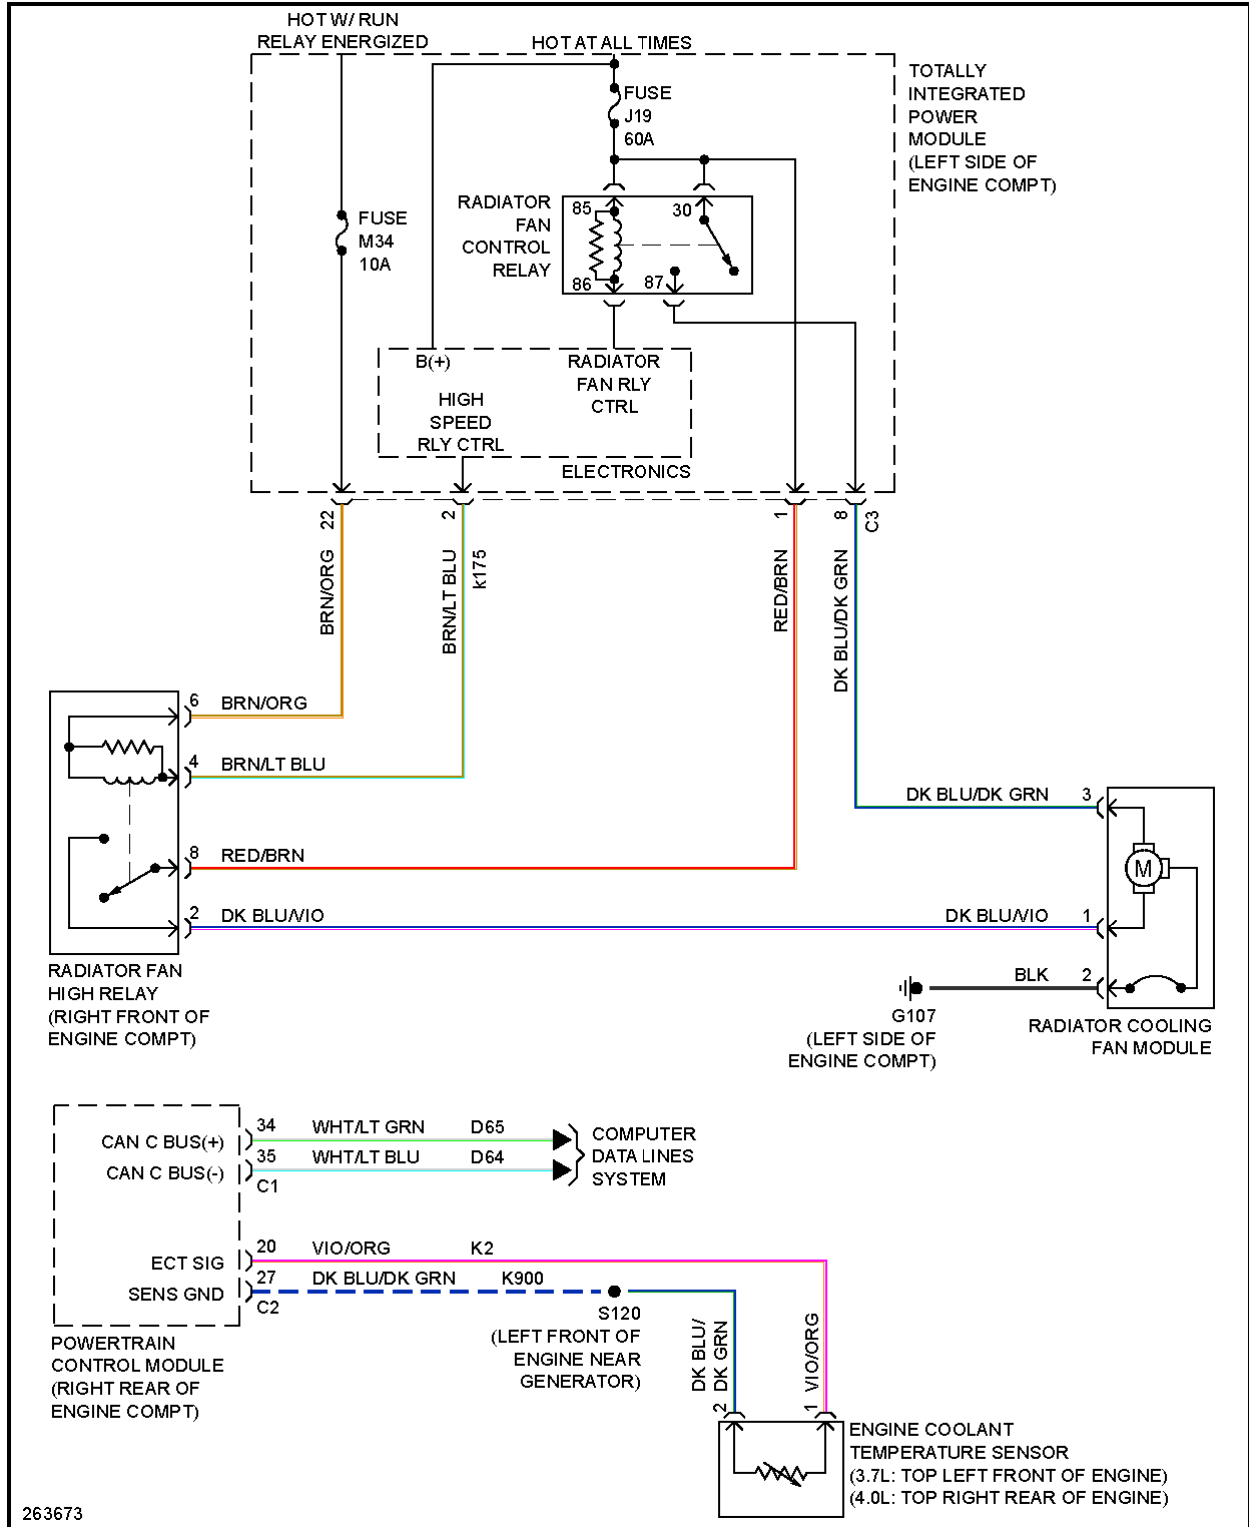 HOT W/ RUN
RELAY ENERGIZED
HOT AT ALL TIMES
TOTALLY
INTEGRATED
POWER
MODULE
(LEFT SIDE OF
ENGINE COMPT)
FUSE
J19
60A
FUSE
M34
10A
RADIATOR
FAN
CONTROL
RELAY
85
30
86
87
B(+)
RADIATOR
FAN RLY
CTRL
HIGH
SPEED
RLY CTRL
ELECTRONICS
22
2
1
8
C3
BRN/ORG
BRN/LT BLU
k175
RED/BRN
DK BLU/DK GRN
6
BRN/ORG
4
BRN/LT BLU
8
RED/BRN
2
DK BLU/VIO
RADIATOR FAN
HIGH RELAY
(RIGHT FRONT OF
ENGINE COMPT)
DK BLU/DK GRN
3
M
DK BLU/VIO
1
BLK
2
G107
(LEFT SIDE OF
ENGINE COMPT)
RADIATOR COOLING
FAN MODULE
CAN C BUS(+)
34
WHT/LT GRN
D65
CAN C BUS(-)
35
WHT/LT BLU
D64
C1
COMPUTER
DATA LINES
SYSTEM
ECT SIG
20
VIO/ORG
K2
SENS GND
27
DK BLU/DK GRN
K900
C2
POWERTRAIN
CONTROL MODULE
(RIGHT REAR OF
ENGINE COMPT)
S120
(LEFT FRONT OF
ENGINE NEAR
GENERATOR)
DK BLU/
DK GRN
2
VIO/ORG
1
ENGINE COOLANT
TEMPERATURE SENSOR
(3.7L: TOP LEFT FRONT OF ENGINE)
(4.0L: TOP RIGHT REAR OF ENGINE)
263673